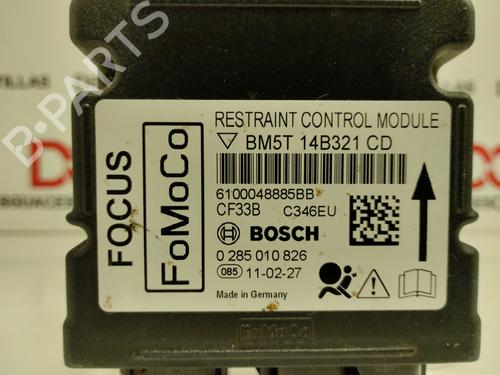 RESTRAINT CONTROL MODULE
BM5T 14B321 CD
6100048885BB
CF33B C346EU
BOSCH
0 285 010 826
085 11-02-27
Made in Germany
FOCUS
FoMoCo
FoMoCo
B-PARTS